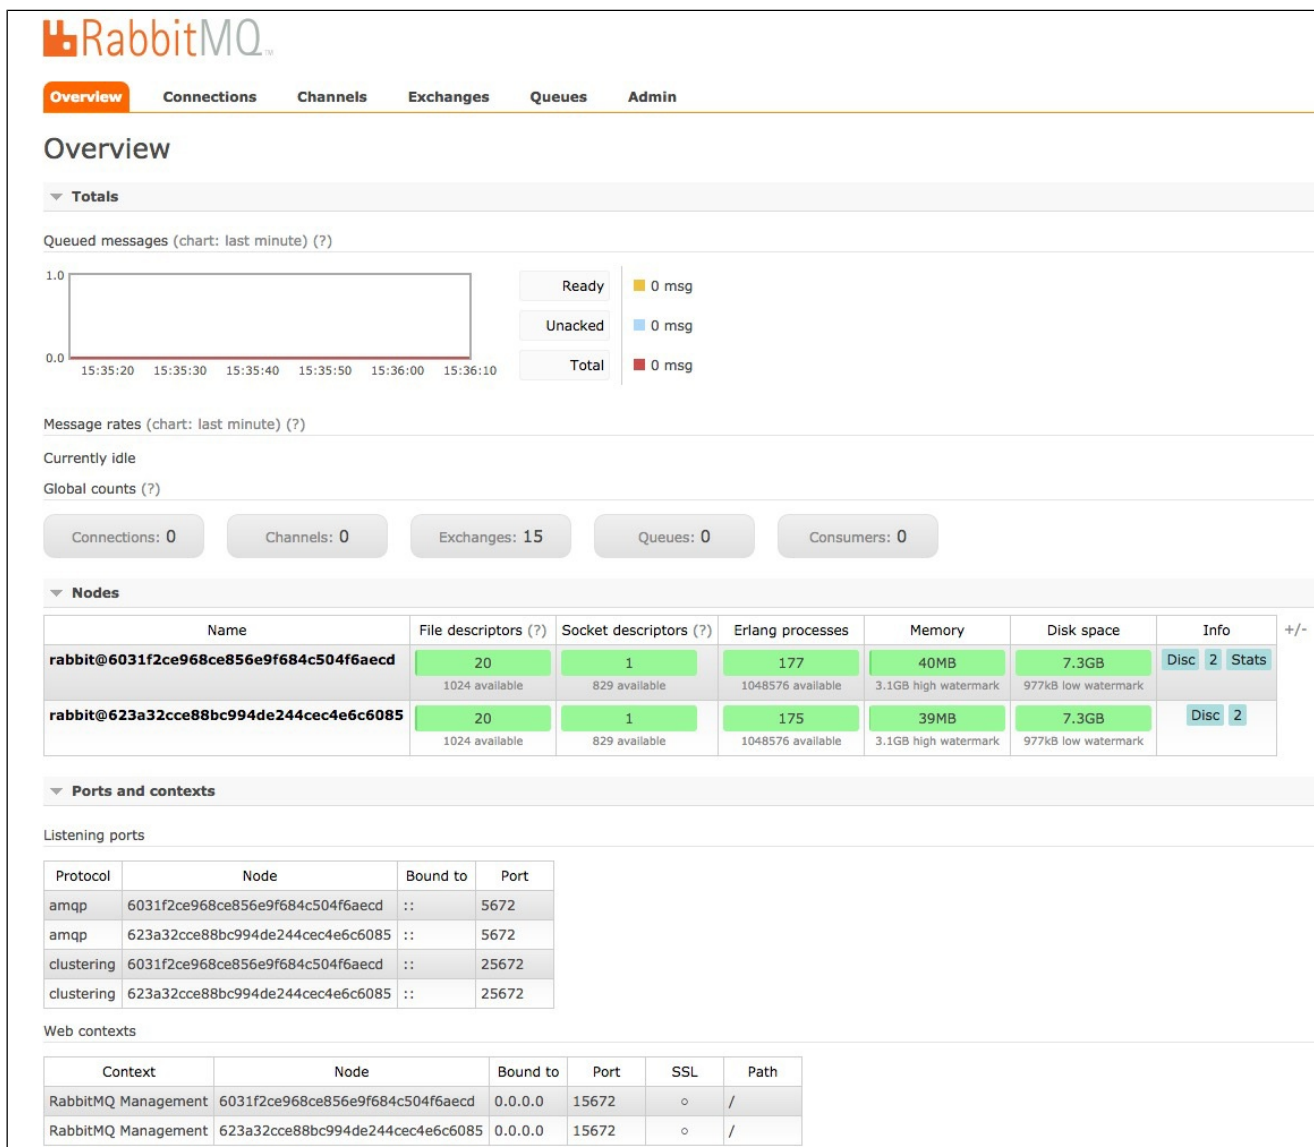 RabbitMQ™
Overview Connections Channels Exchanges Queues Admin
Overview
Totals
Queued messages (chart: last minute) (?)
1.0
0.0
15:35:20 15:35:30 15:35:40 15:35:50 15:36:00 15:36:10
Ready 0 msg
Unacked 0 msg
Total 0 msg
Message rates (chart: last minute) (?)
Currently idle
Global counts (?)
Connections: 0 Channels: 0 Exchanges: 15 Queues: 0 Consumers: 0
Nodes
Name File descriptors (?) Socket descriptors (?) Erlang processes Memory Disk space Info +/-
rabbit@6031f2ce968ce856e9f684c504f6aecd 20 1 177 40MB 7.3GB Disc 2 Stats
1024 available 829 available 1048576 available 3.1GB high watermark 977kB low watermark
rabbit@623a32cce88bc994de244cec4e6c6085 20 1 175 39MB 7.3GB Disc 2
1024 available 829 available 1048576 available 3.1GB high watermark 977kB low watermark
Ports and contexts
Listening ports
Protocol Node Bound to Port
amqp 6031f2ce968ce856e9f684c504f6aecd :: 5672
amqp 623a32cce88bc994de244cec4e6c6085 :: 5672
clustering 6031f2ce968ce856e9f684c504f6aecd :: 25672
clustering 623a32cce88bc994de244cec4e6c6085 :: 25672
Web contexts
Context Node Bound to Port SSL Path
RabbitMQ Management 6031f2ce968ce856e9f684c504f6aecd 0.0.0.0 15672 ○ /
RabbitMQ Management 623a32cce88bc994de244cec4e6c6085 0.0.0.0 15672 ○ /